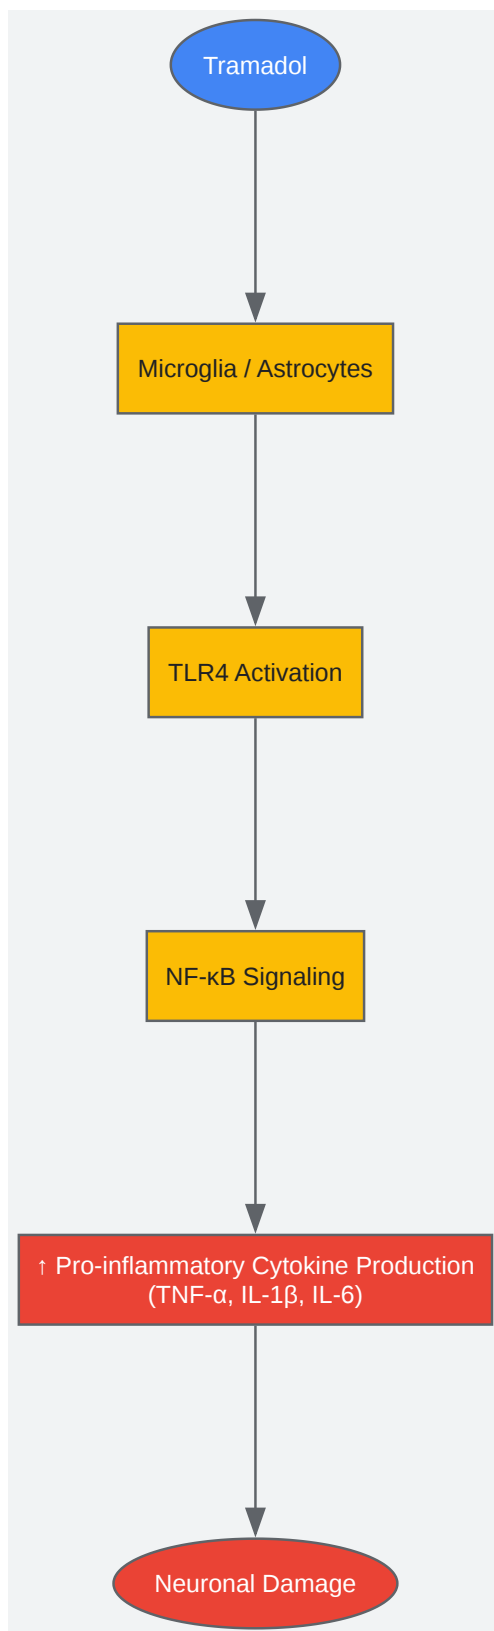 Tramadol
Microglia / Astrocytes
TLR4 Activation
NF-κB Signaling
↑ Pro-inflammatory Cytokine Production
(TNF-α, IL-1β, IL-6)
Neuronal Damage